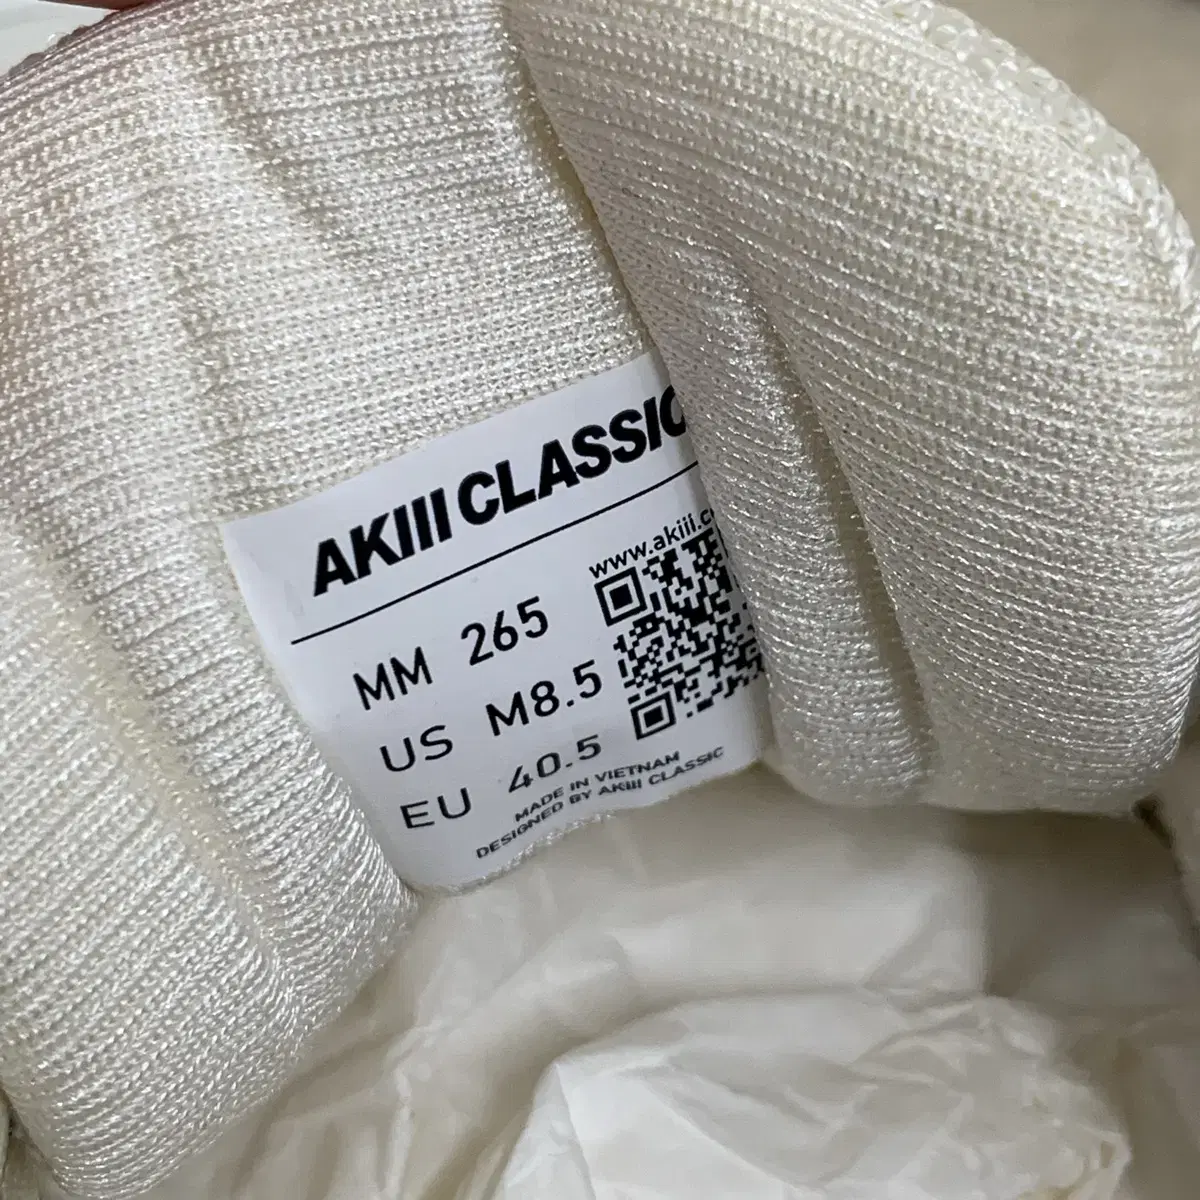 AKIII CLASSIC
www.akiii.c
MM 265
US M8.5
EU 40.5
MADE IN VIETNAM
DESIGNED BY AKIII CLASSIC